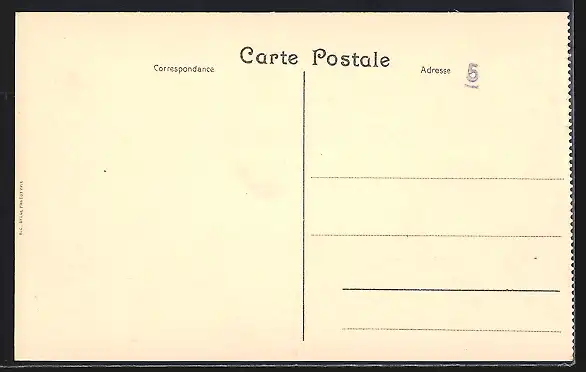 Carte Postale
Correspondance
Adresse
5